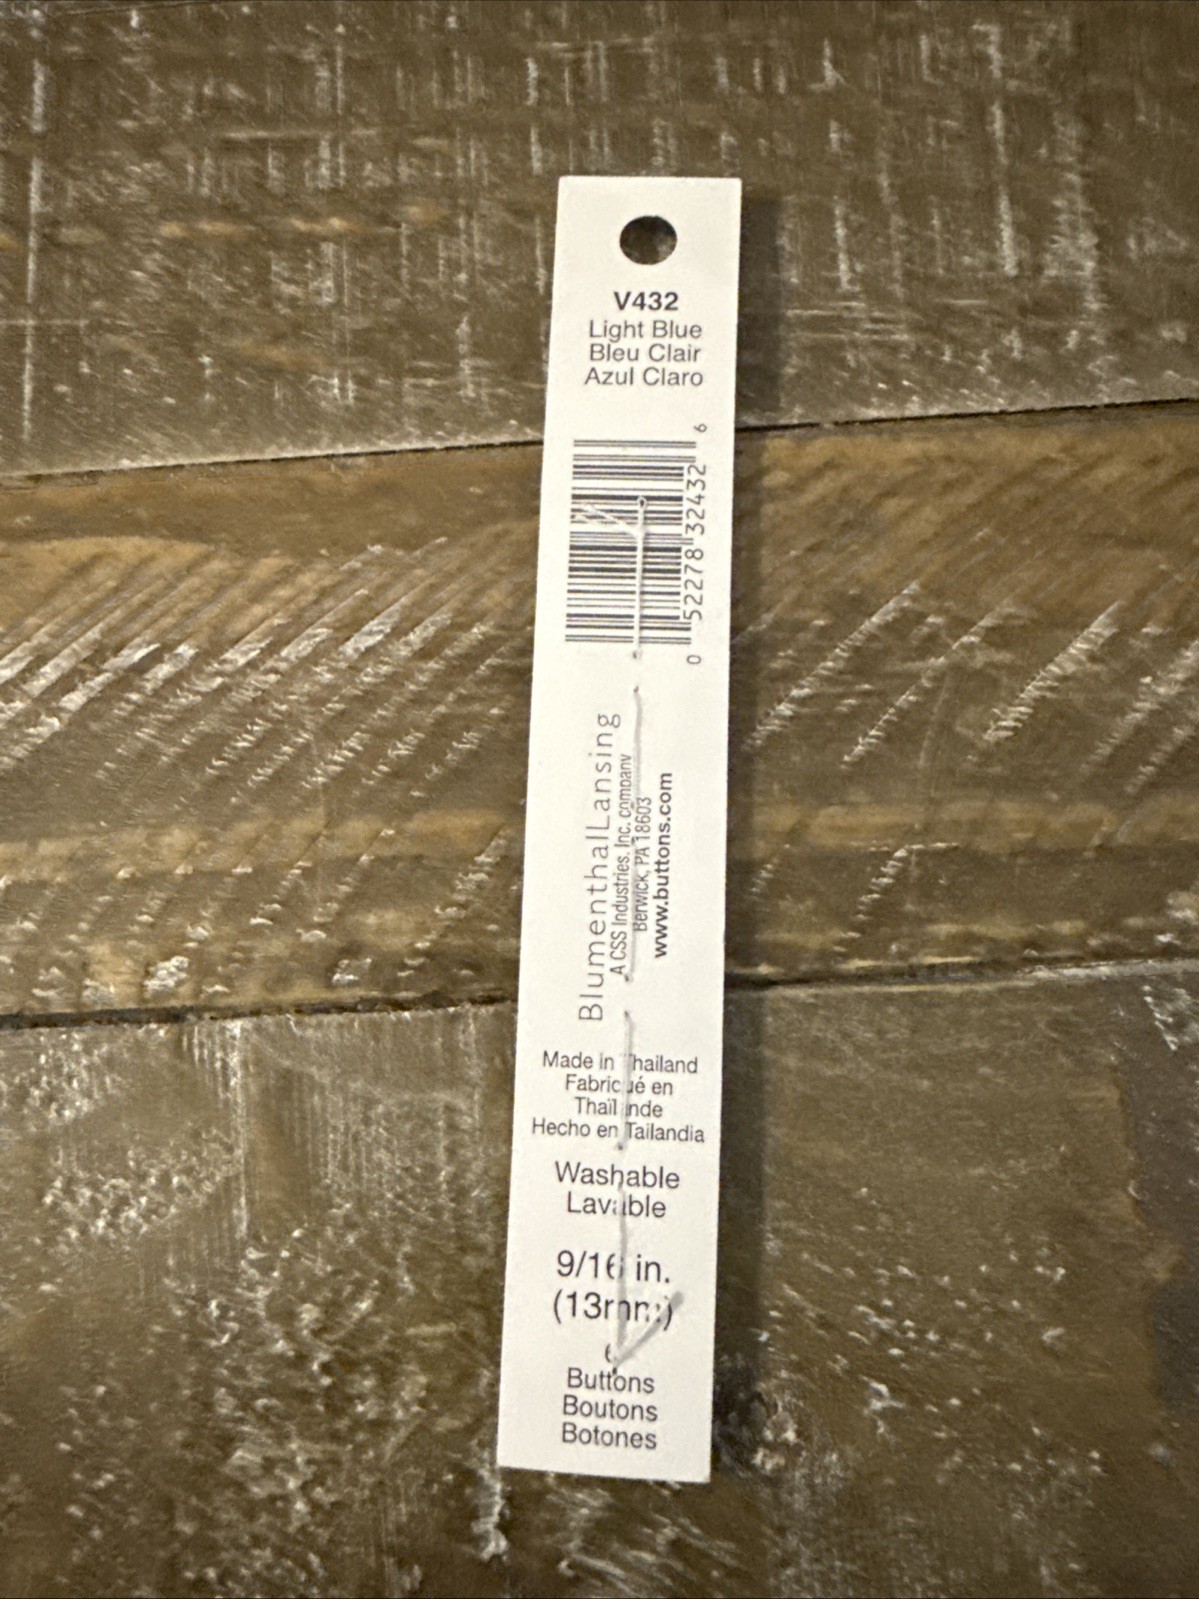 V432
Light Blue
Bleu Clair
Azul Claro
0 52278 32432 6
BlumenthalLansing
A CSS Industries, Inc. company
Berwick, PA 18603
www.buttons.com
Made in Thailand
Fabriqué en
Thaïlande
Hecho en Tailandia
Washable
Lavable
9/16 in.
(13mm)
Buttons
Boutons
Botones